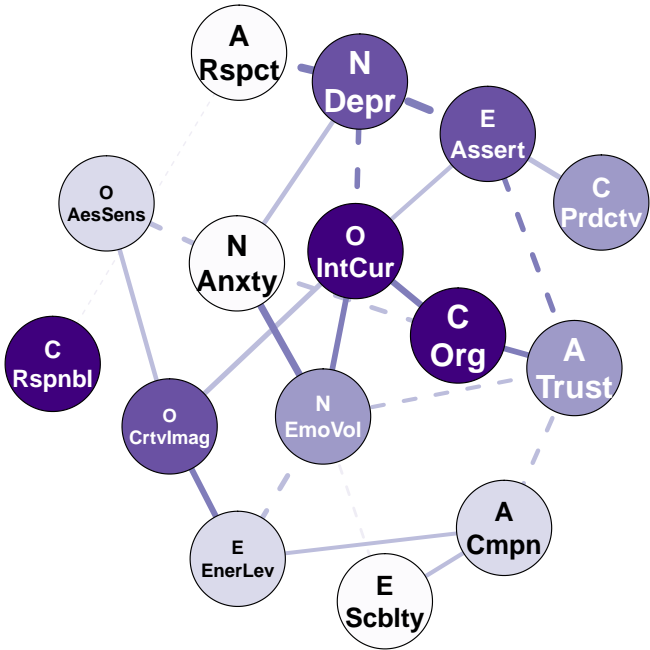 A
Rspct
N
Depr
E
Assert
C
Prdctv
O
AesSens
N
Anxty
O
IntCur
C
Org
A
Trust
C
Rspnbl
O
CrtvImag
N
EmoVol
E
EnerLev
A
Cmpn
E
Scblty